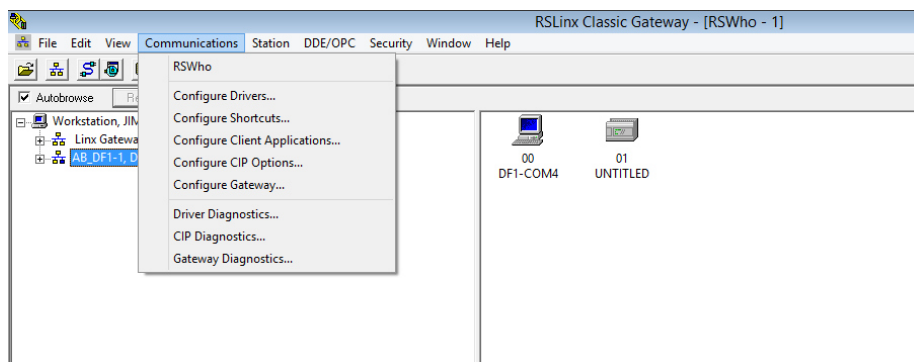 RSLinx Classic Gateway - [RSWho - 1]
File Edit View Communications Station DDE/OPC Security Window Help
RSWho
Autobrowse
Configure Drivers...
Configure Shortcuts...
Configure Client Applications...
Configure CIP Options...
Configure Gateway...
Driver Diagnostics...
CIP Diagnostics...
Gateway Diagnostics...
Workstation, JIM
Linx Gatewa
AB_DF1-1, D
00 01
DF1-COM4 UNTITLED